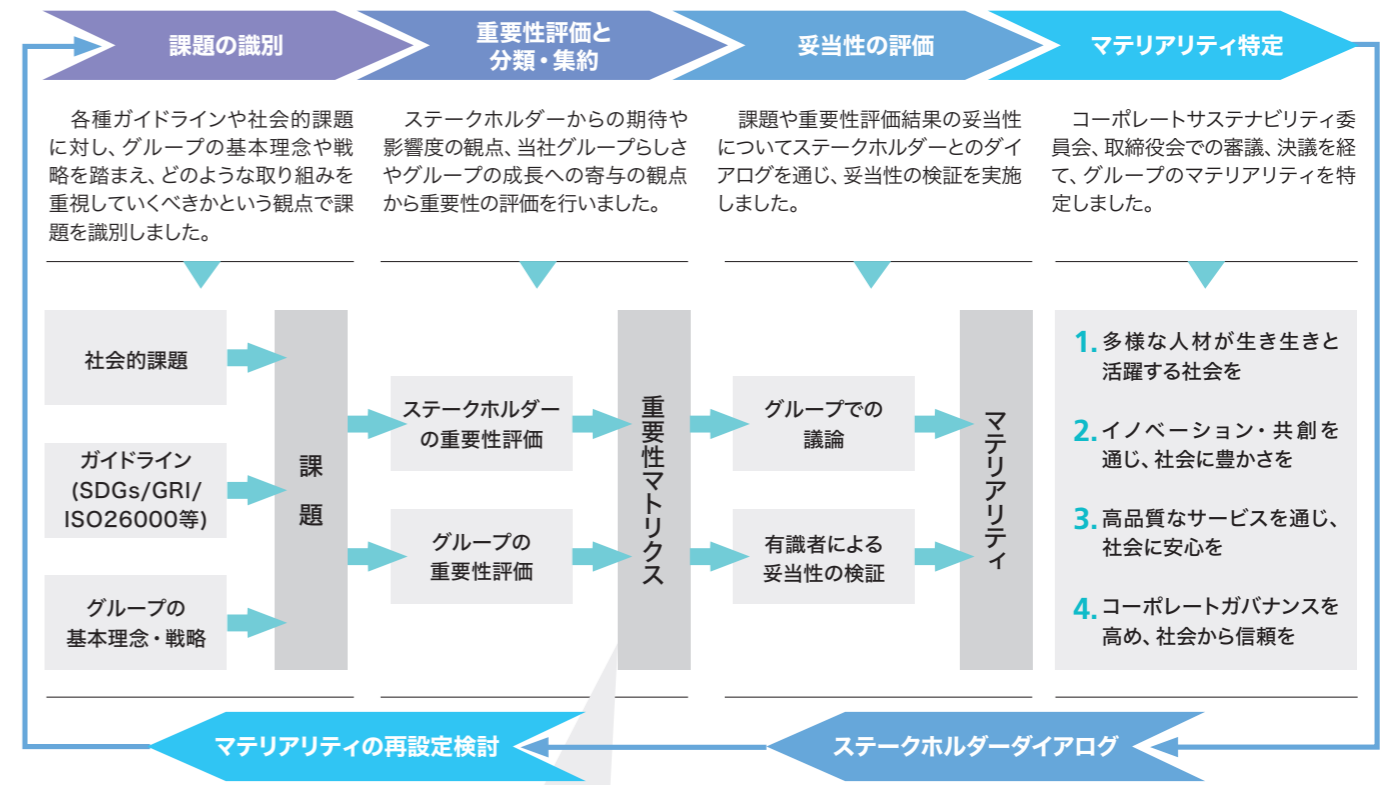 課題の識別
重要性評価と
分類・集約
妥当性の評価
マテリアリティ特定
各種ガイドラインや社会的課題
に対し、グループの基本理念や戦
略を踏まえ、どのような取り組みを
重視していくべきかという観点で課
題を識別しました。
ステークホルダーからの期待や
影響度の観点、当社グループらしさ
やグループの成長への寄与の観点
から重要性の評価を行いました。
課題や重要性評価結果の妥当性
についてステークホルダーとのダイ
アログを通じ、妥当性の検証を実施
しました。
コーポレートサステナビリティ委
員会、取締役会での審議、決議を経
て、グループのマテリアリティを特
定しました。
社会的課題
ガイドライン
(SDGs/GRI/
ISO26000等)
グループの
基本理念・戦略
課題
ステークホルダー
の重要性評価
グループの
重要性評価
重要性マトリクス
グループでの
議論
有識者による
妥当性の検証
マテリアリティ
1. 多様な人材が生き生きと
活躍する社会を
2. イノベーション・共創を
通じ、社会に豊かさを
3. 高品質なサービスを通じ、
社会に安心を
4. コーポレートガバナンスを
高め、社会から信頼を
マテリアリティの再設定検討
ステークホルダーダイアログ